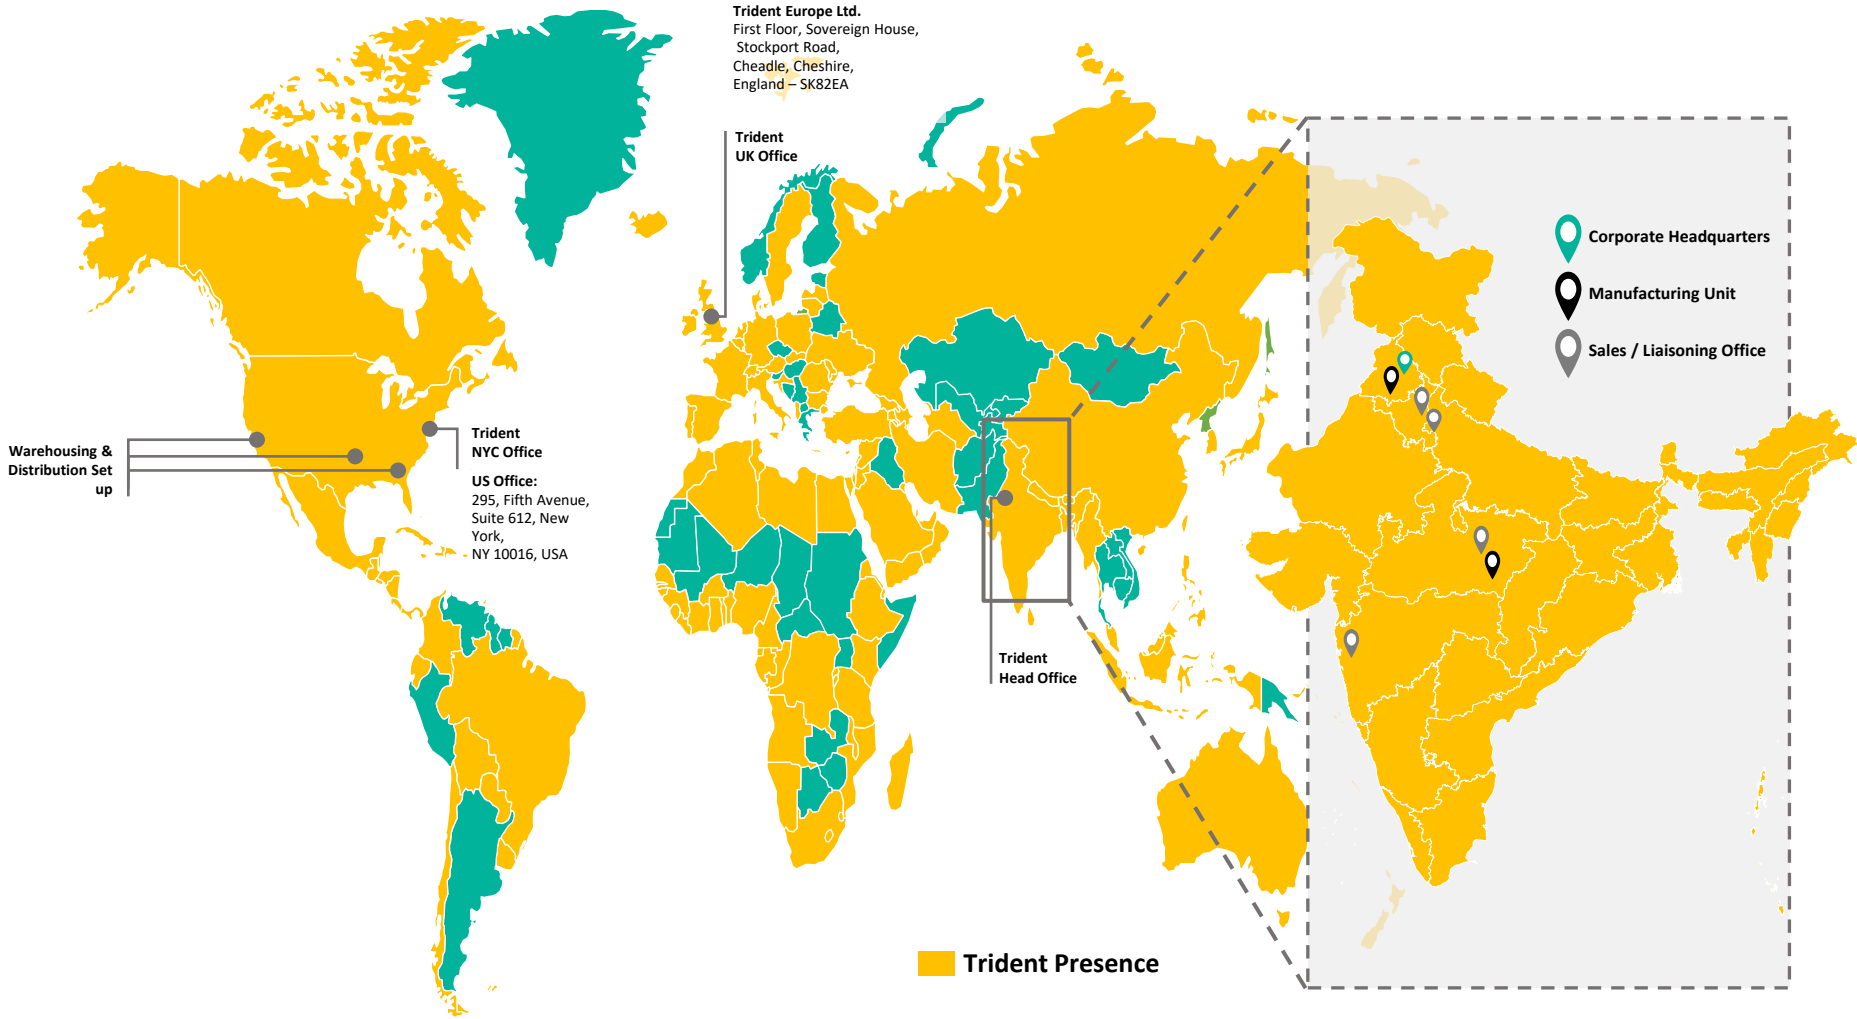 Trident Europe Ltd.
First Floor, Sovereign House,
Stockport Road,
Cheadle, Cheshire,
England – SK82EA
Trident
UK Office
Corporate Headquarters
Manufacturing Unit
Sales / Liaisoning Office
Warehousing &
Distribution Set
up
Trident
NYC Office
US Office:
295, Fifth Avenue,
Suite 612, New
York,
NY 10016, USA
Trident
Head Office
Trident Presence